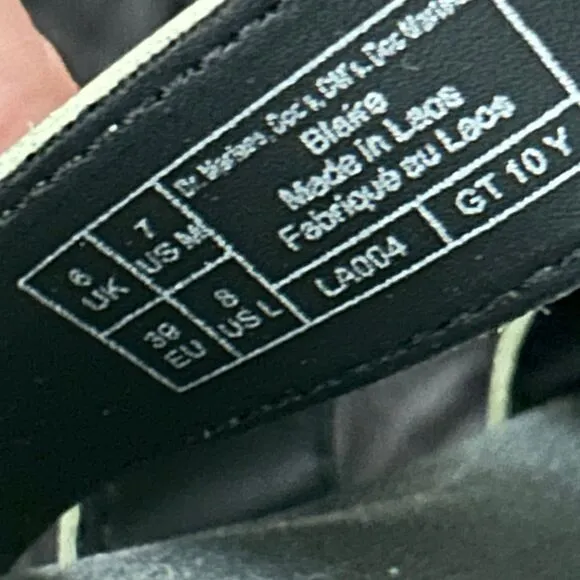 Dr. Martens, Doc's, DM's, Doc Martens
Blaire
Made in Laos
Fabriqué au Laos
LA004
GT 10 Y
6
UK
7
US M
39
EU
8
US L